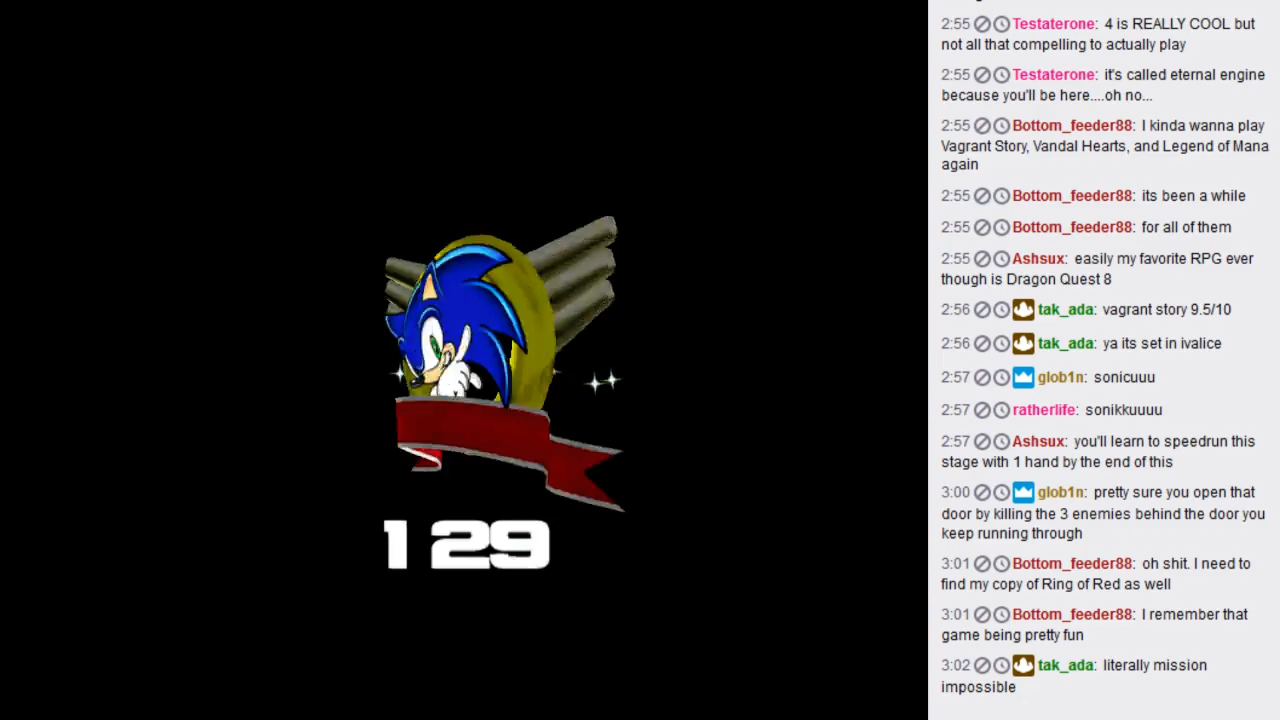 129
2:55 Testaterone: 4 is REALLY COOL but
not all that compelling to actually play
2:55 Testaterone: it's called eternal engine
because you'll be here....oh no...
2:55 Bottom_feeder88: I kinda wanna play
Vagrant Story, Vandal Hearts, and Legend of Mana
again
2:55 Bottom_feeder88: its been a while
2:55 Bottom_feeder88: for all of them
2:55 Ashsux: easily my favorite RPG ever
though is Dragon Quest 8
2:56 tak_ada: vagrant story 9.5/10
2:56 tak_ada: ya its set in ivalice
2:57 glob1n: sonicuuu
2:57 ratherlife: sonikkuuuu
2:57 Ashsux: you'll learn to speedrun this
stage with 1 hand by the end of this
3:00 glob1n: pretty sure you open that
door by killing the 3 enemies behind the door you
keep running through
3:01 Bottom_feeder88: oh shit. I need to
find my copy of Ring of Red as well
3:01 Bottom_feeder88: I remember that
game being pretty fun
3:02 tak_ada: literally mission
impossible